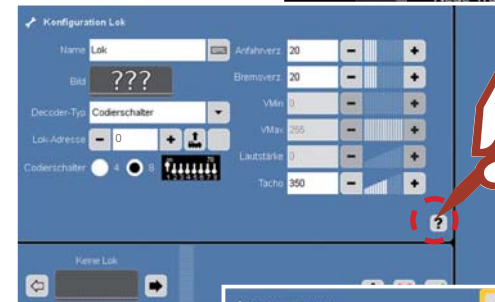 Konfiguration Lok
Name Lok
Bild ???
Decoder-Typ Codierschalter
Lok-Adresse 0
Codierschalter 4 8
Anfahrverz. 20
Bremsverz. 20
VMin 0
VMax 255
Lautstärke 0
Tacho 350
?
Keine Lok